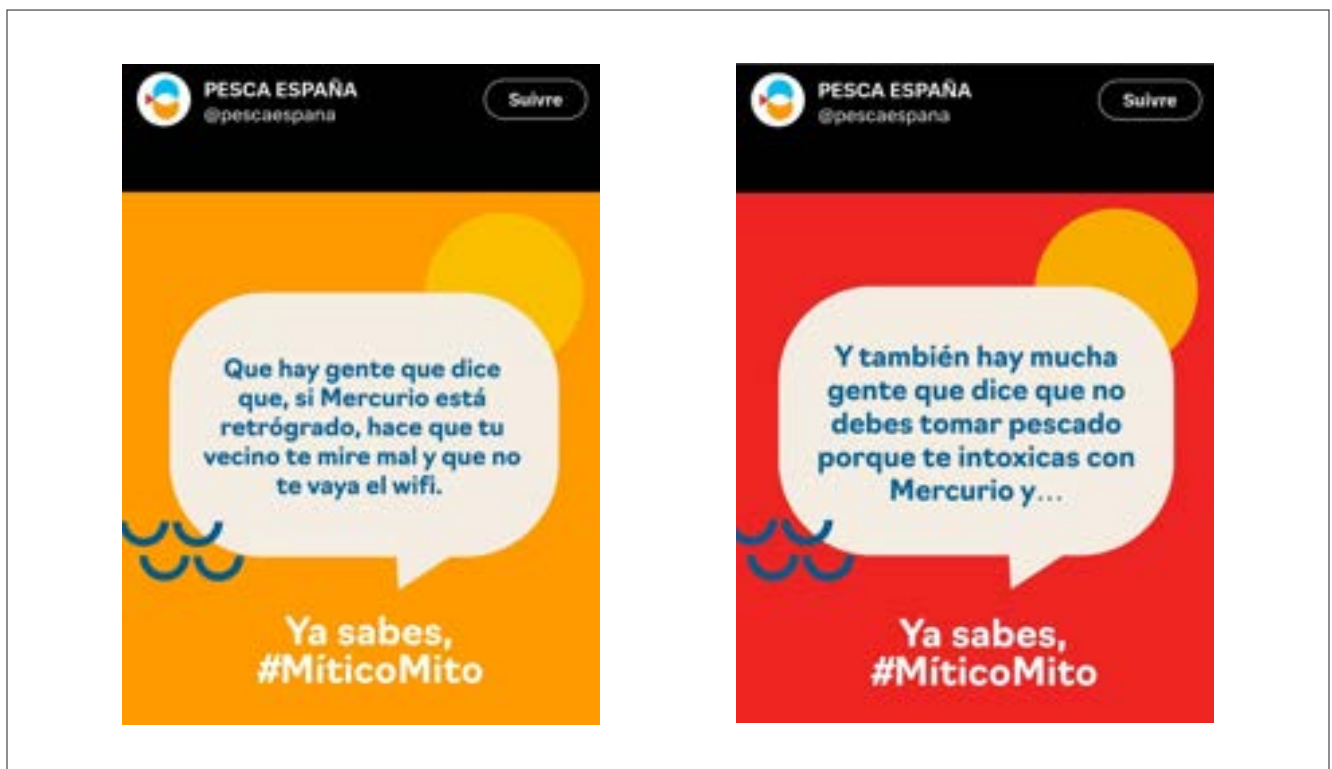 PESCA ESPAÑA
@pescaespana
Suivre
Que hay gente que dice
que, si Mercurio está
retrógrado, hace que tu
vecino te mire mal y que no
te vaya el wifi.
Ya sabes,
#MíticoMito
PESCA ESPAÑA
@pescaespana
Suivre
Y también hay mucha
gente que dice que no
debes tomar pescado
porque te intoxicas con
Mercurio y...
Ya sabes,
#MíticoMito